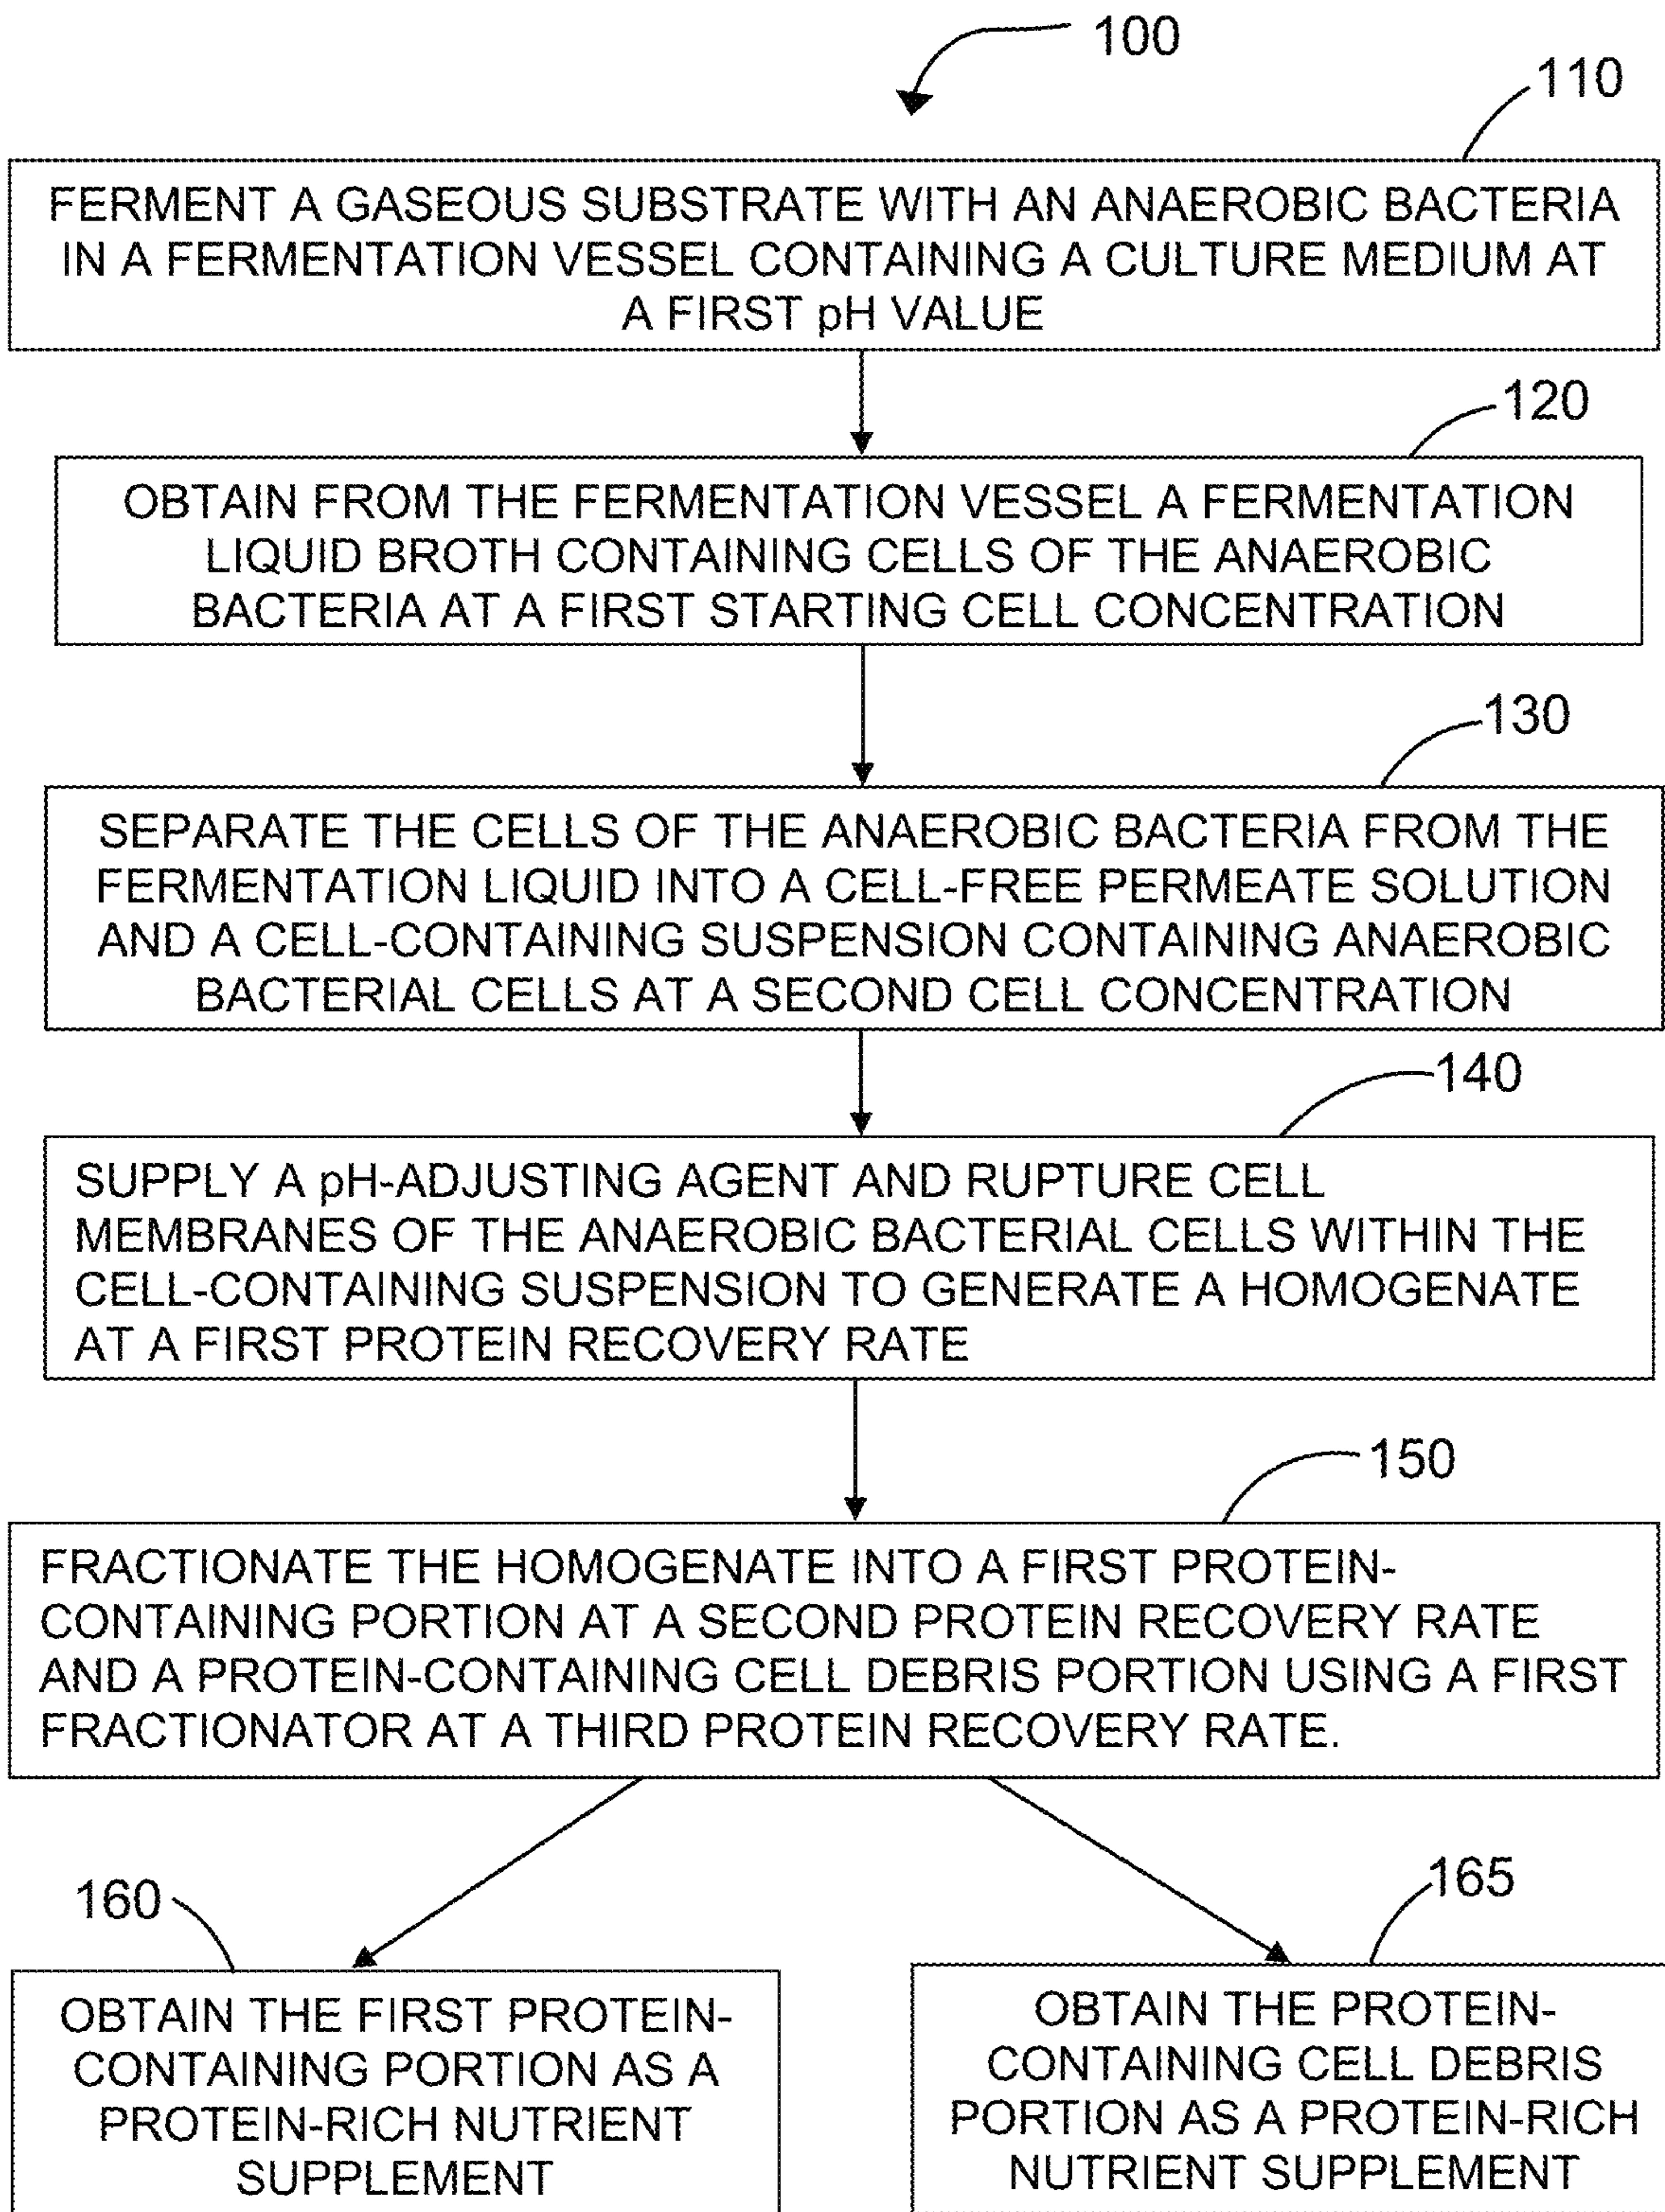 100
110
FERMENT A GASEOUS SUBSTRATE WITH AN ANAEROBIC BACTERIA
IN A FERMENTATION VESSEL CONTAINING A CULTURE MEDIUM AT
A FIRST pH VALUE
120
OBTAIN FROM THE FERMENTATION VESSEL A FERMENTATION
LIQUID BROTH CONTAINING CELLS OF THE ANAEROBIC
BACTERIA AT A FIRST STARTING CELL CONCENTRATION
130
SEPARATE THE CELLS OF THE ANAEROBIC BACTERIA FROM THE
FERMENTATION LIQUID INTO A CELL-FREE PERMEATE SOLUTION
AND A CELL-CONTAINING SUSPENSION CONTAINING ANAEROBIC
BACTERIAL CELLS AT A SECOND CELL CONCENTRATION
140
SUPPLY A pH-ADJUSTING AGENT AND RUPTURE CELL
MEMBRANES OF THE ANAEROBIC BACTERIAL CELLS WITHIN THE
CELL-CONTAINING SUSPENSION TO GENERATE A HOMOGENATE
AT A FIRST PROTEIN RECOVERY RATE
150
FRACTIONATE THE HOMOGENATE INTO A FIRST PROTEIN-
CONTAINING PORTION AT A SECOND PROTEIN RECOVERY RATE
AND A PROTEIN-CONTAINING CELL DEBRIS PORTION USING A FIRST
FRACTIONATOR AT A THIRD PROTEIN RECOVERY RATE.
160
OBTAIN THE FIRST PROTEIN-
CONTAINING PORTION AS A
PROTEIN-RICH NUTRIENT
SUPPLEMENT
165
OBTAIN THE PROTEIN-
CONTAINING CELL DEBRIS
PORTION AS A PROTEIN-RICH
NUTRIENT SUPPLEMENT